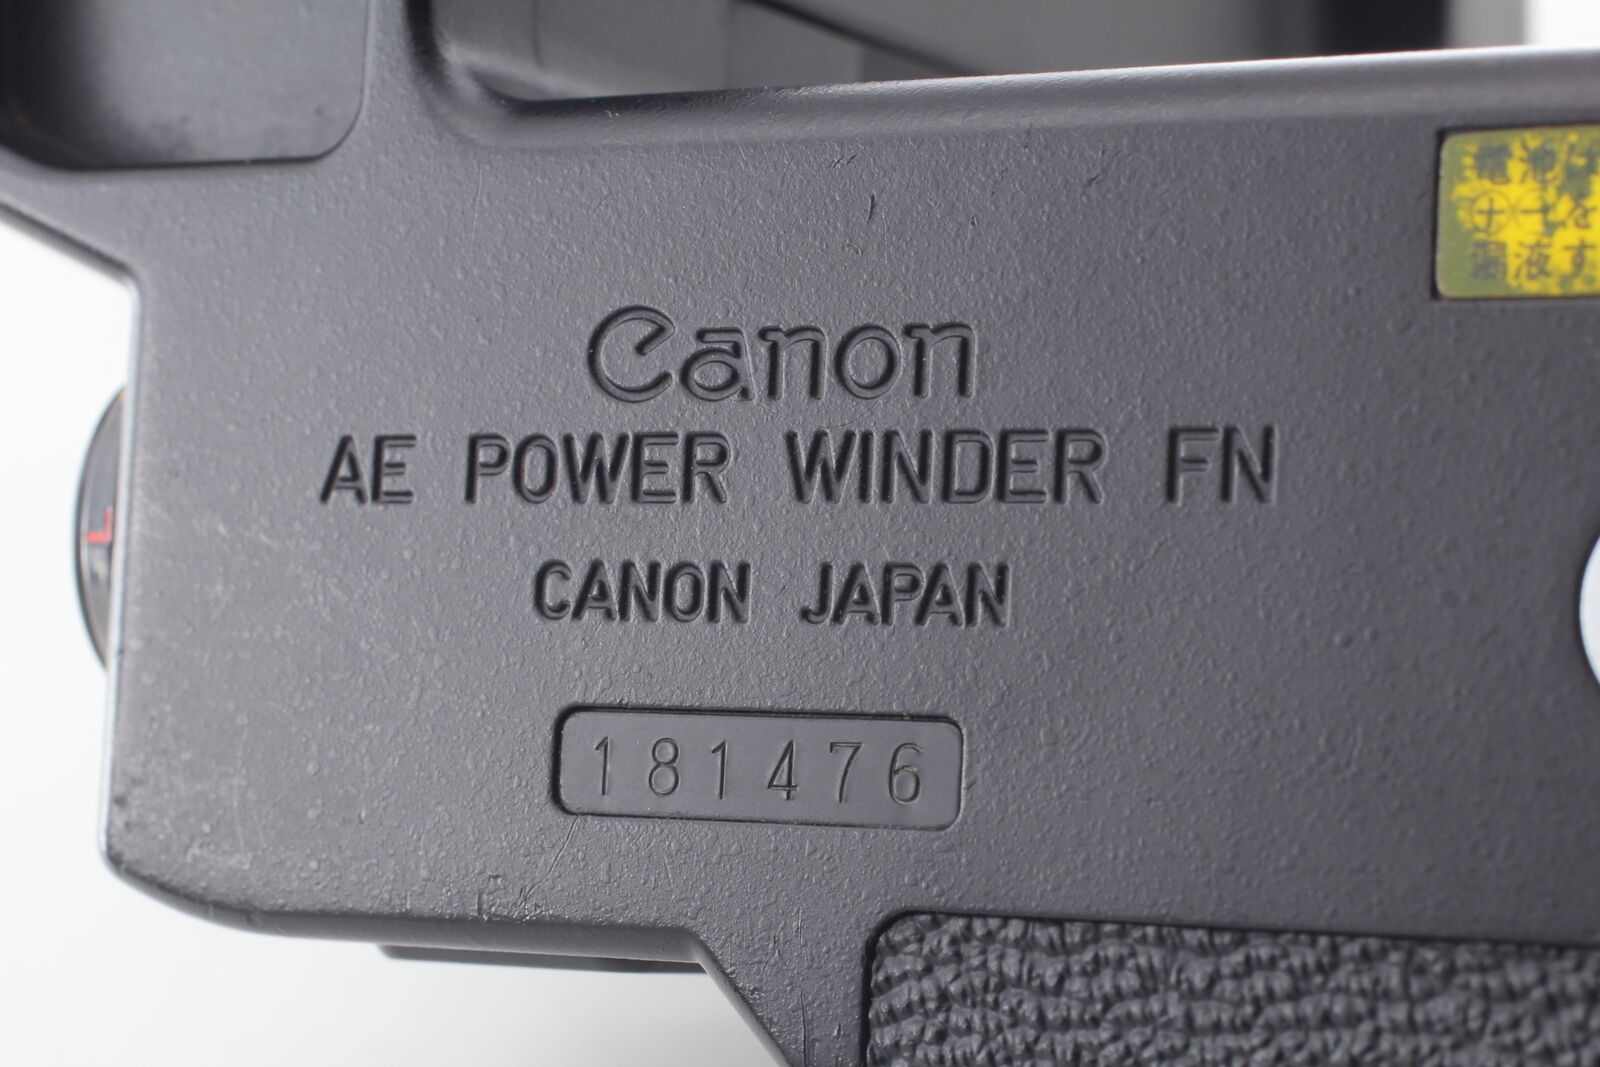 Canon
AE POWER WINDER FN
CANON JAPAN
181476
L